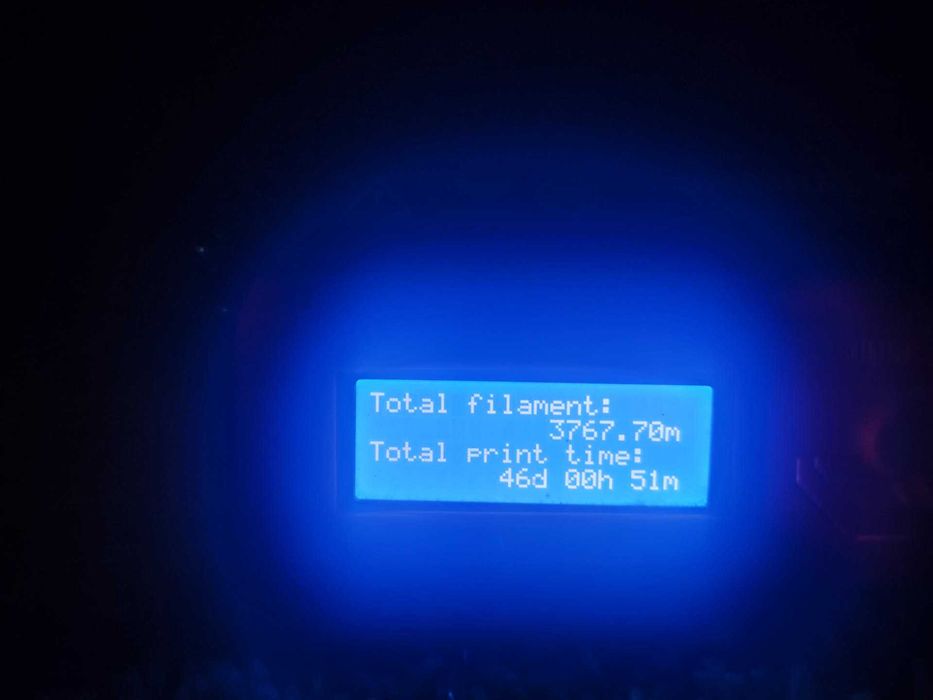 Total filament:
3767.70m
Total print time:
46d 00h 51m